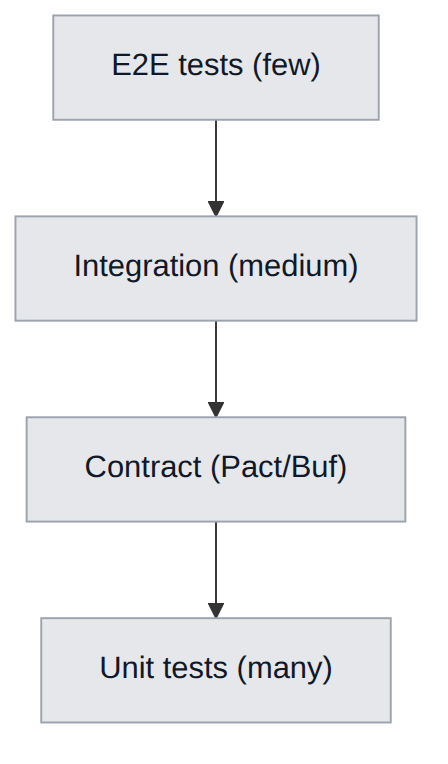 E2E tests (few)
Integration (medium)
Contract (Pact/Buf)
Unit tests (many)